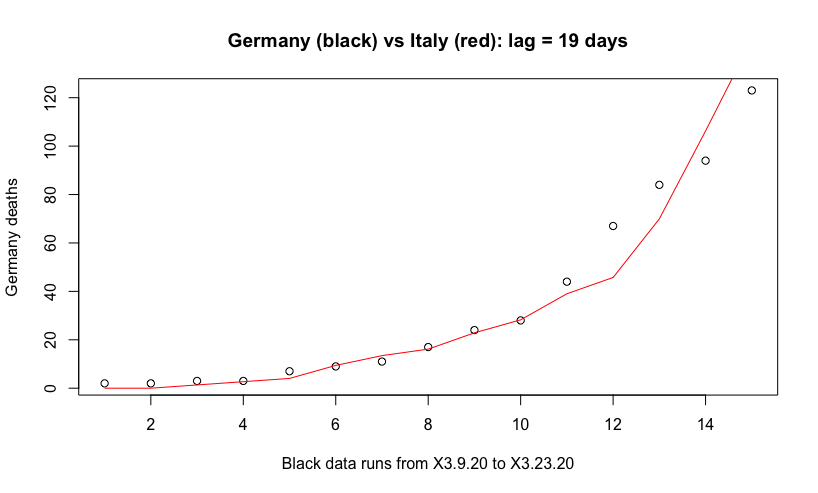 Germany (black) vs Italy (red): lag = 19 days
Germany deaths
120
100
80
60
40
20
0
2 4 6 8 10 12 14
Black data runs from X3.9.20 to X3.23.20